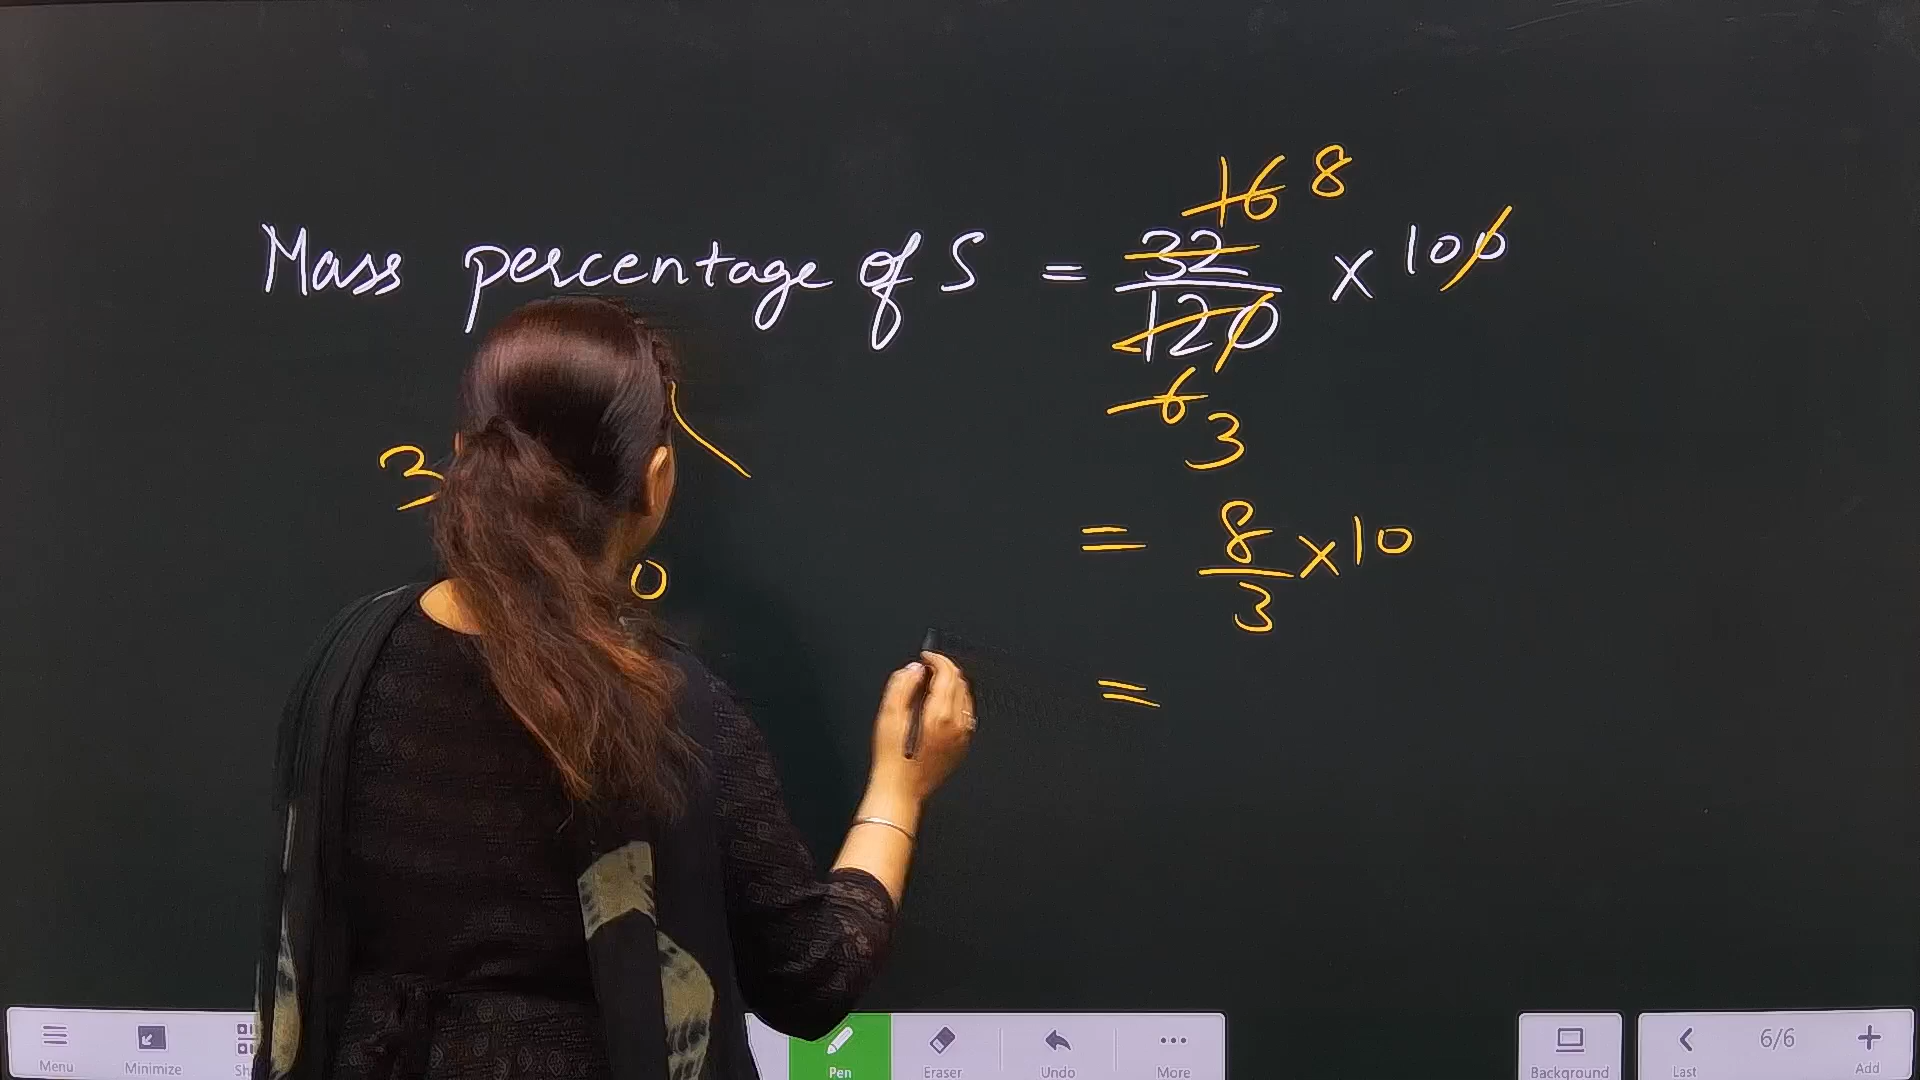 16 8
Mass percentage of S = 32/120 × 100
6 3
= 8/3 × 10
0
=
Menu Minimize Pen Eraser Undo More Background Last 6/6 Add